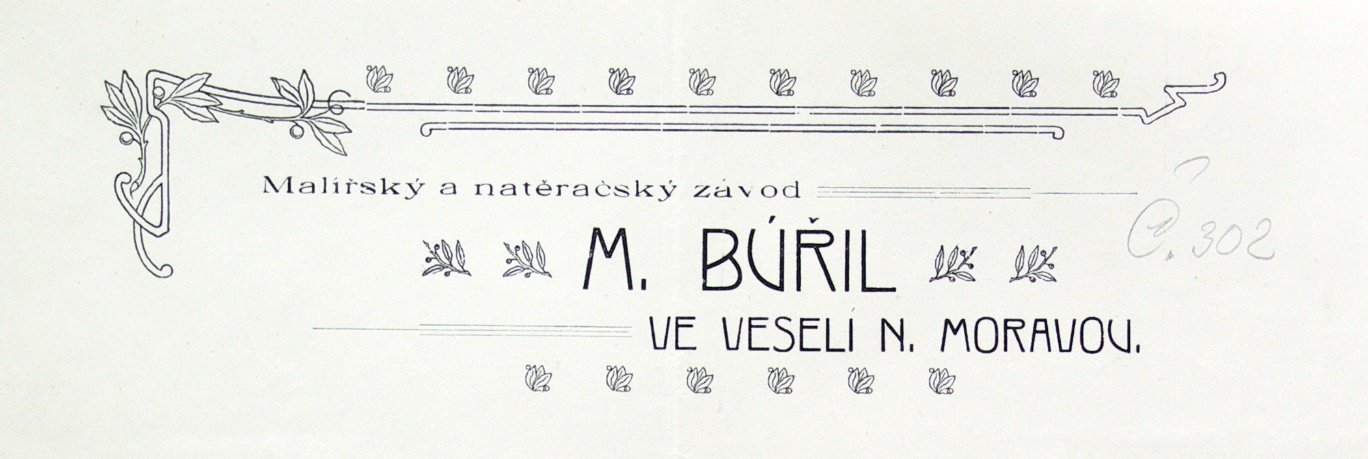 Malířský a natěračský závod
M. BÚŘIL
Č. 302
VE VESELÍ N. MORAVOU.